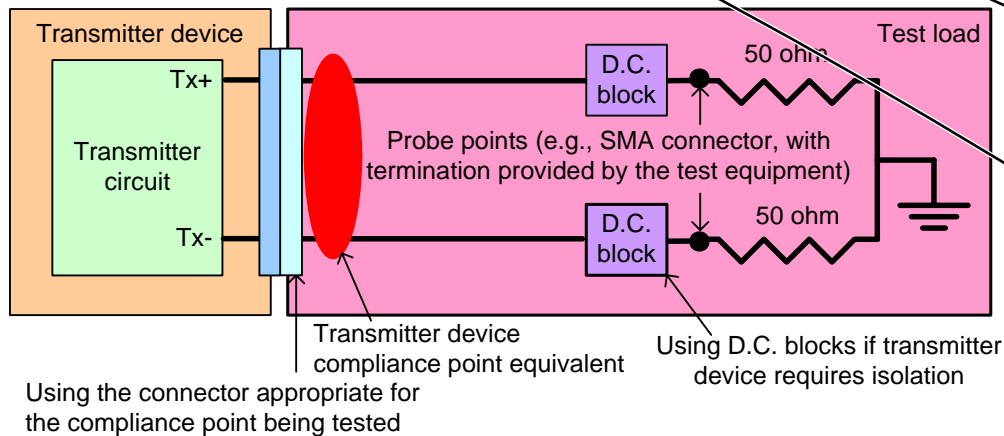 Transmitter device
Test load
Tx+
D.C.
block
50 ohm
Transmitter
circuit
Probe points (e.g., SMA connector, with
termination provided by the test equipment)
Tx-
D.C.
block
50 ohm
Transmitter device
compliance point equivalent
Using D.C. blocks if transmitter
device requires isolation
Using the connector appropriate for
the compliance point being tested